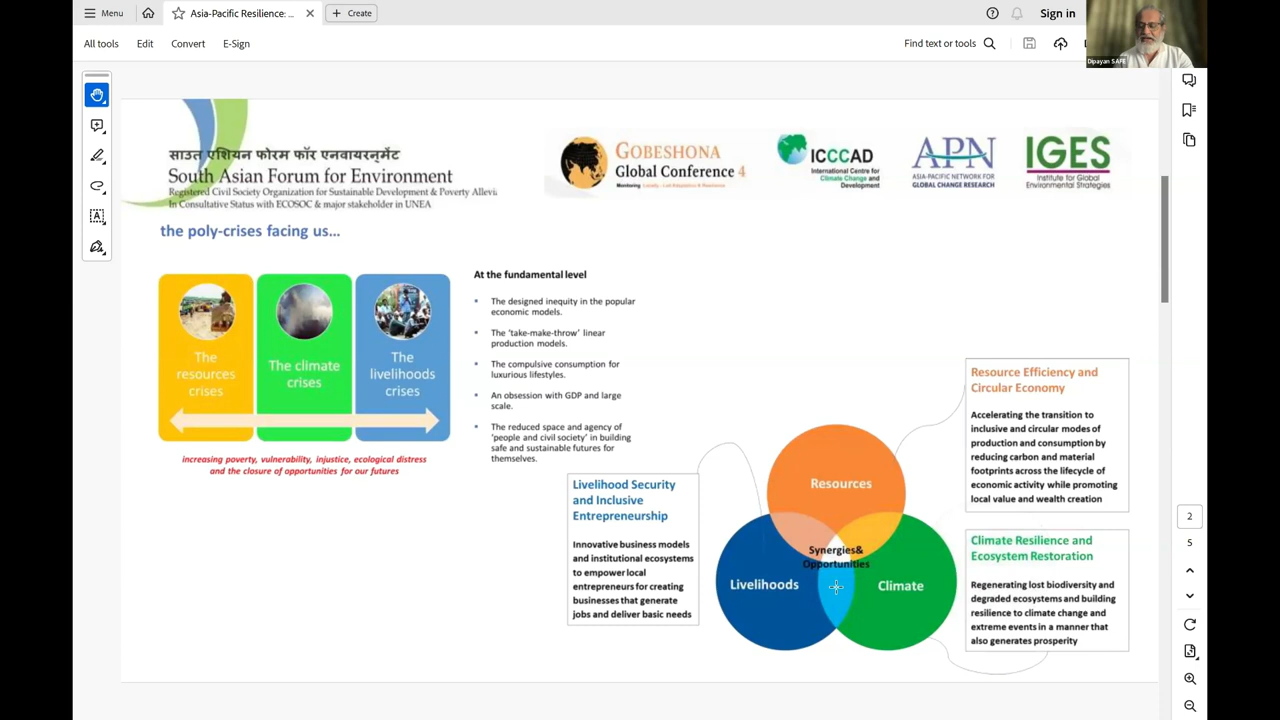 Menu
Asia-Pacific Resilience: ...
Create
Sign in
All tools
Edit
Convert
E-Sign
Find text or tools
Dipayan SAFE
साउत एशियन फोरम फॉर एनवायरनमेंट
South Asian Forum for Environment
Registered Civil Society Organization for Sustainable Development & Poverty Allevi
In Consultative Status with ECOSOC & major stakeholder in UNEA
GOBESHONA
Global Conference 4
ICCCAD
International Centre for
Climate Change and
Development
APN
ASIA-PACIFIC NETWORK FOR
GLOBAL CHANGE RESEARCH
IGES
Institute for Global
Environmental Strategies
the poly-crises facing us...
The
resources
crises
The climate
crises
The
livelihoods
crises
increasing poverty, vulnerability, injustice, ecological distress
and the closure of opportunities for our futures
At the fundamental level
The designed inequity in the popular
economic models.
The 'take-make-throw' linear
production models.
The compulsive consumption for
luxurious lifestyles.
An obsession with GDP and large
scale.
The reduced space and agency of
'people and civil society' in building
safe and sustainable futures for
themselves.
Livelihood Security
and Inclusive
Entrepreneurship
Innovative business models
and institutional ecosystems
to empower local
entrepreneurs for creating
businesses that generate
jobs and deliver basic needs
Resources
Synergies&
Opportunities
Livelihoods
Climate
Resource Efficiency and
Circular Economy
Accelerating the transition to
inclusive and circular modes of
production and consumption by
reducing carbon and material
footprints across the lifecycle of
economic activity while promoting
local value and wealth creation
Climate Resilience and
Ecosystem Restoration
Regenerating lost biodiversity and
degraded ecosystems and building
resilience to climate change and
extreme events in a manner that
also generates prosperity
2
5